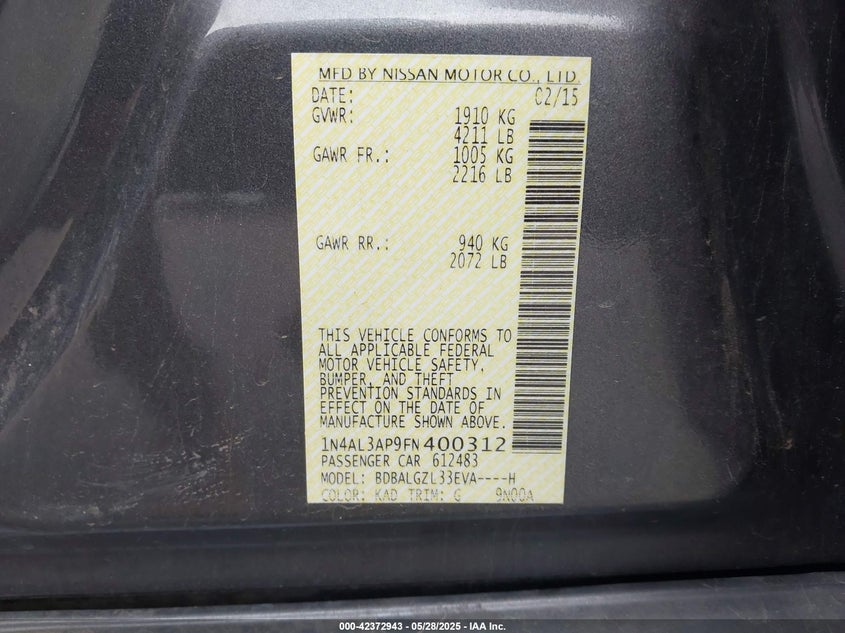 MFD BY NISSAN MOTOR CO., LTD
DATE: 02/15
GVWR: 1910 KG
4211 LB
GAWR FR.: 1005 KG
2216 LB
GAWR RR.: 940 KG
2072 LB
THIS VEHICLE CONFORMS TO
ALL APPLICABLE FEDERAL
MOTOR VEHICLE SAFETY,
BUMPER, AND THEFT
PREVENTION STANDARDS IN
EFFECT ON THE DATE OF
MANUFACTURE SHOWN ABOVE.
1N4AL3AP9FN400312
PASSENGER CAR 612483
MODEL: BDBALGZL33EVA----H
COLOR: KAD TRIM: G 9N00A
000-42372943 - 05/28/2025 - IAA Inc.